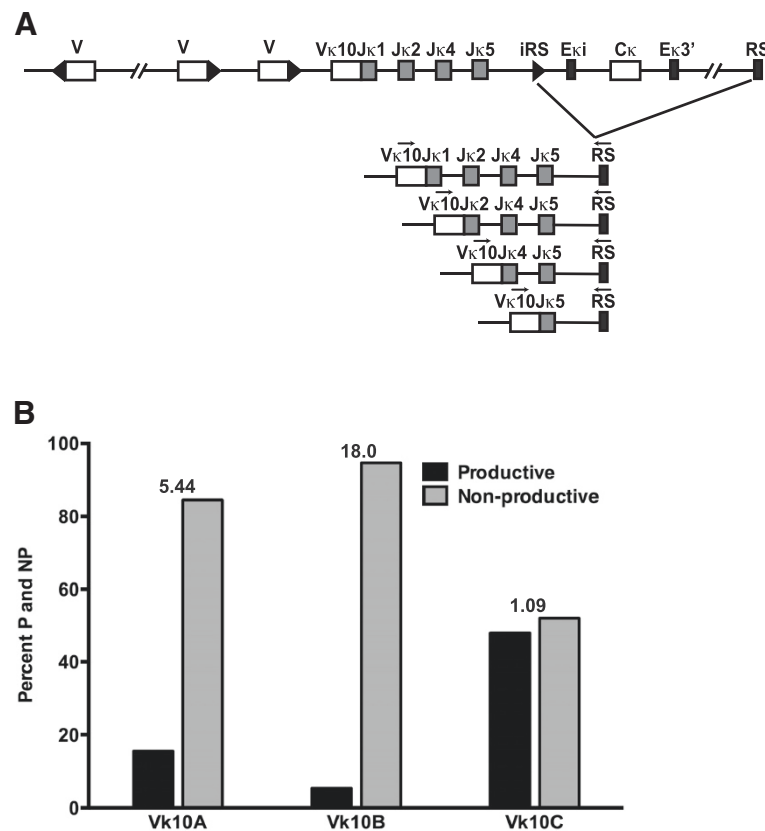 A
V V V Vκ10Jκ1 Jκ2 Jκ4 Jκ5 iRS Eκi Cκ Eκ3' RS
Vκ10Jκ1 Jκ2 Jκ4 Jκ5 RS
Vκ10Jκ2 Jκ4 Jκ5 RS
Vκ10Jκ4 Jκ5 RS
Vκ10Jκ5 RS
B
Percent P and NP
100
80
60
40
20
0
5.44
18.0
1.09
Productive
Non-productive
Vk10A Vk10B Vk10C